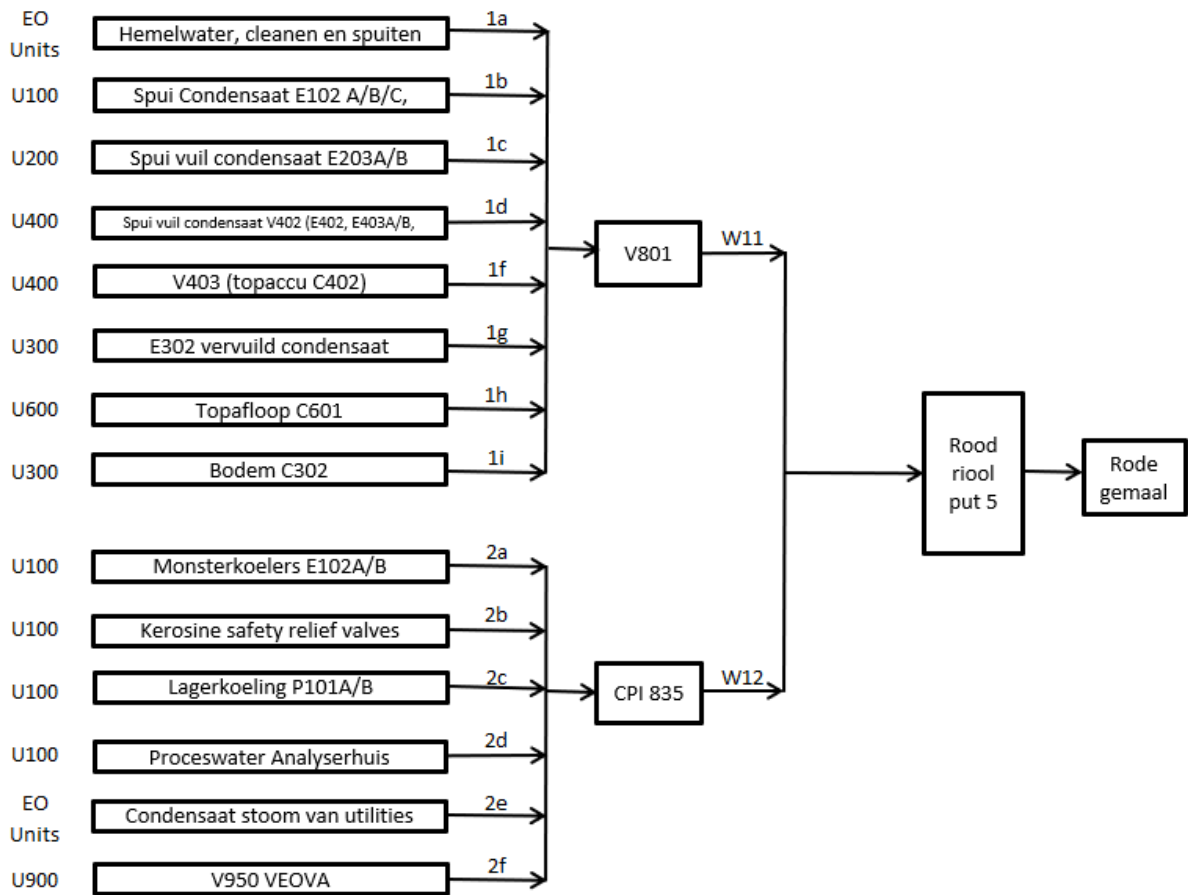 EO
Units
Hemelwater, cleanen en spuiten
1a
U100
Spui Condensaat E102 A/B/C,
1b
U200
Spui vuil condensaat E203A/B
1c
U400
Spui vuil condensaat V402 (E402, E403A/B,
1d
U400
V403 (topaccu C402)
1f
U300
E302 vervuild condensaat
1g
U600
Topafloop C601
1h
U300
Bodem C302
1i
V801
W11
U100
Monsterkoelers E102A/B
2a
U100
Kerosine safety relief valves
2b
U100
Lagerkoeling P101A/B
2c
U100
Proceswater Analyserhuis
2d
EO
Units
Condensaat stoom van utilities
2e
U900
V950 VEOVA
2f
CPI 835
W12
Rood
riool
put 5
Rode
gemaal